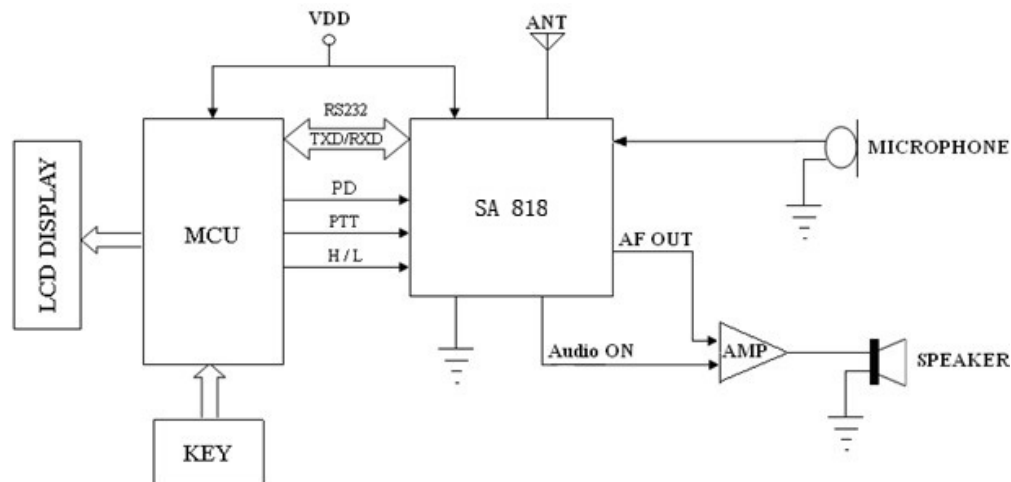 VDD
ANT
RS232
TXD/RXD
MICROPHONE
LCD DISPLAY
PD
SA 818
MCU
PTT
AF OUT
H / L
Audio ON
AMP
SPEAKER
KEY